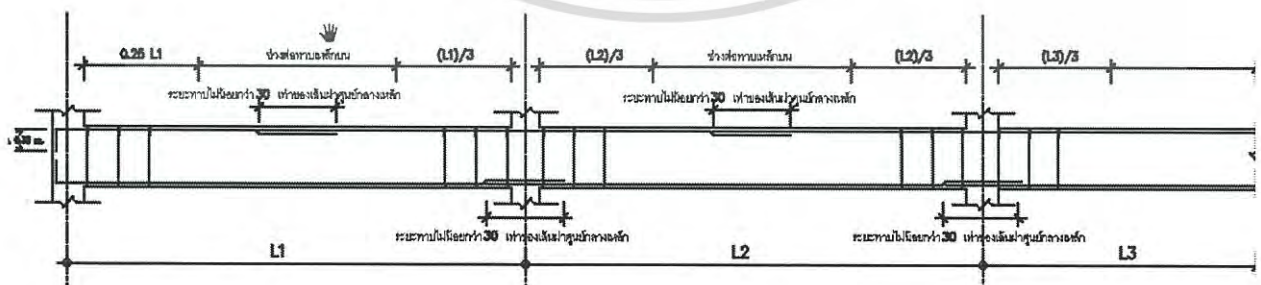 0.25 L1 ช่วงต่อทาบเหล็กบน (L1)/3 (L2)/3 ช่วงต่อทาบเหล็กบน (L2)/3 (L3)/3
ระยะทาบไม่น้อยกว่า 30 เท่าของเส้นผ่าศูนย์กลางเหล็ก ระยะทาบไม่น้อยกว่า 30 เท่าของเส้นผ่าศูนย์กลางเหล็ก
ระยะทาบไม่น้อยกว่า 30 เท่าของเส้นผ่าศูนย์กลางเหล็ก ระยะทาบไม่น้อยกว่า 30 เท่าของเส้นผ่าศูนย์กลางเหล็ก
L1 L2 L3